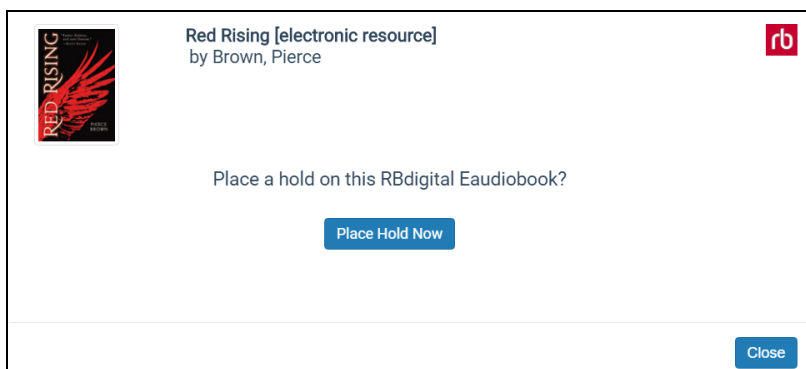 Red Rising [electronic resource]
by Brown, Pierce
rb
RED RISING
PIERCE
BROWN
Place a hold on this RBdigital Eaudiobook?
Place Hold Now
Close